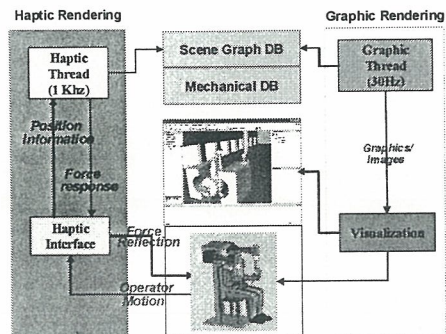 Haptic Rendering
Graphic Rendering
Haptic
Thread
(1 Khz)
Scene Graph DB
Mechanical DB
Graphic
Thread
(30Hz)
Position
Information
Force
response
Graphics/
Images
Haptic
Interface
Force
Reflection
Visualization
Operator
Motion